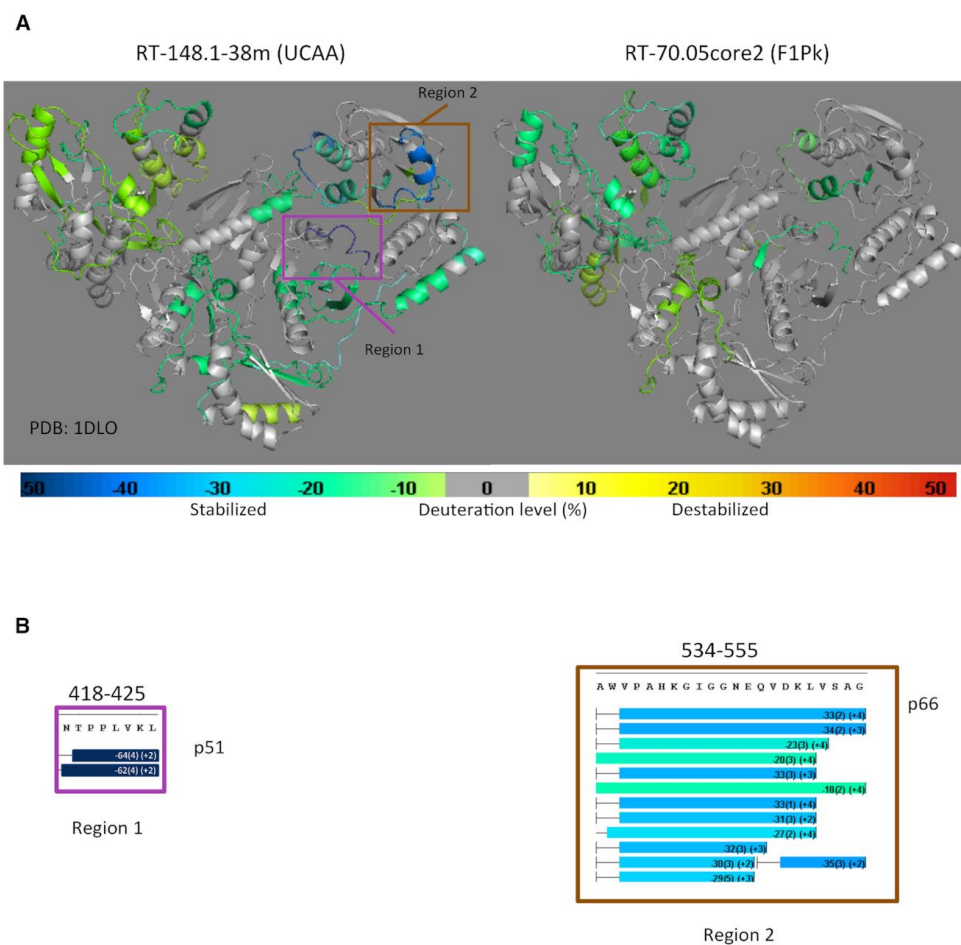 A
RT-148.1-38m (UCAA)
RT-70.05core2 (F1Pk)
Region 2
Region 1
PDB: 1DLO
-50 -40 -30 -20 -10 0 10 20 30 40 50
Stabilized Deuteration level (%) Destabilized
B
418-425
N T P P L V K L
-64(4) (+2)
-62(4) (+2)
p51
Region 1
534-555
A W V P A H K G I G G N E Q V D K L V S A G
-33(2) (+4)
-34(2) (+3)
-23(3) (+4)
-20(3) (+4)
-33(3) (+3)
-18(2) (+4)
-33(1) (+4)
-31(3) (+2)
-27(2) (+4)
-32(3) (+3)
-30(3) (+2) -35(3) (+2)
-29(5) (+3)
p66
Region 2